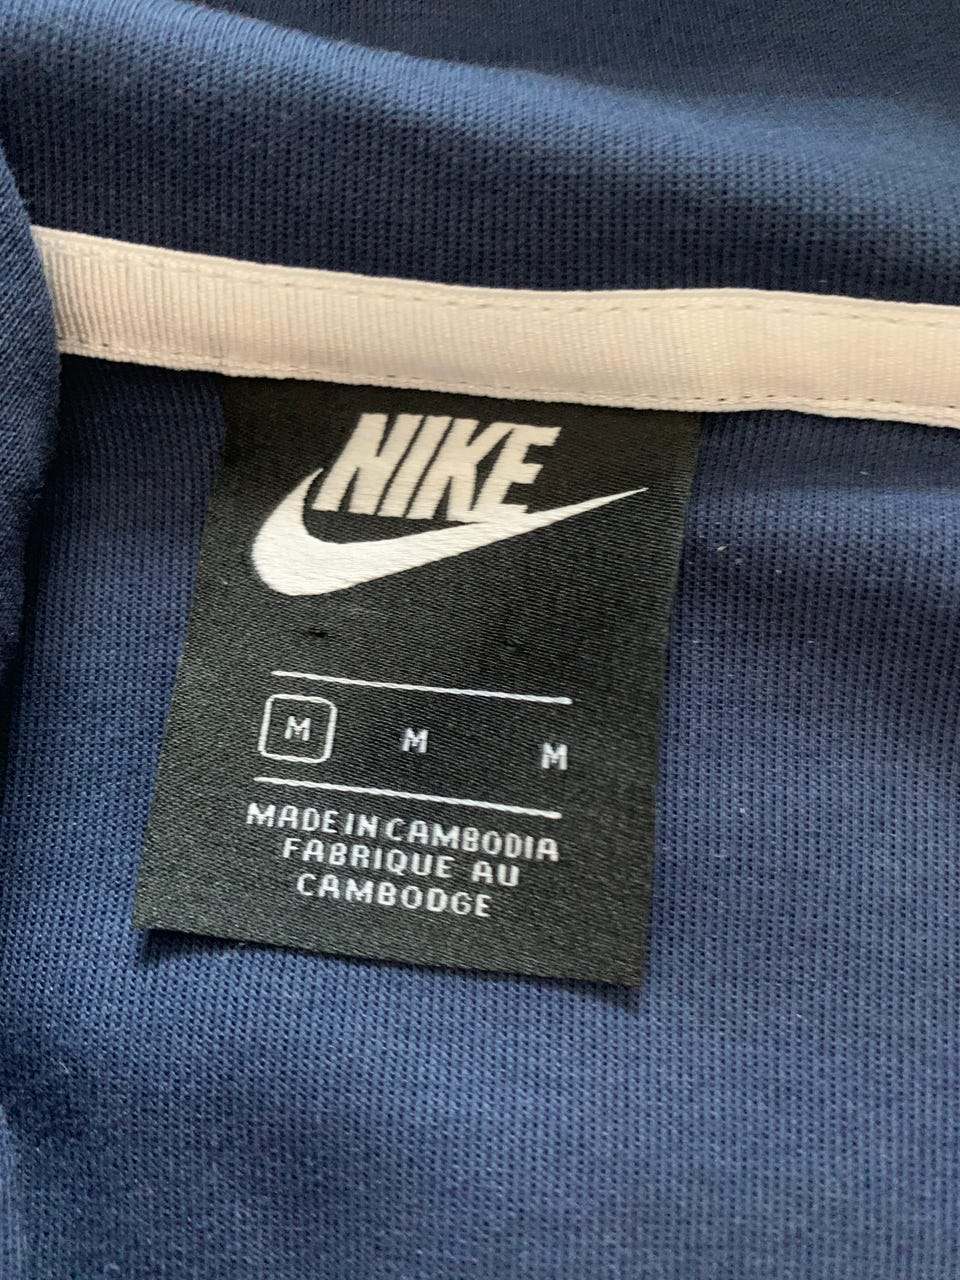 NIKE
M M M
MADE IN CAMBODIA
FABRIQUE AU
CAMBODGE